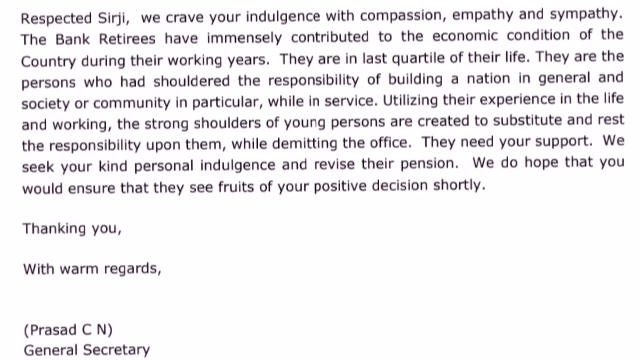 Respected Sirji, we crave your indulgence with compassion, empathy and sympathy.
The Bank Retirees have immensely contributed to the economic condition of the
Country during their working years. They are in last quartile of their life. They are the
persons who had shouldered the responsibility of building a nation in general and
society or community in particular, while in service. Utilizing their experience in the life
and working, the strong shoulders of young persons are created to substitute and rest
the responsibility upon them, while demitting the office. They need your support. We
seek your kind personal indulgence and revise their pension. We do hope that you
would ensure that they see fruits of your positive decision shortly.
Thanking you,
With warm regards,
(Prasad C N)
General Secretary